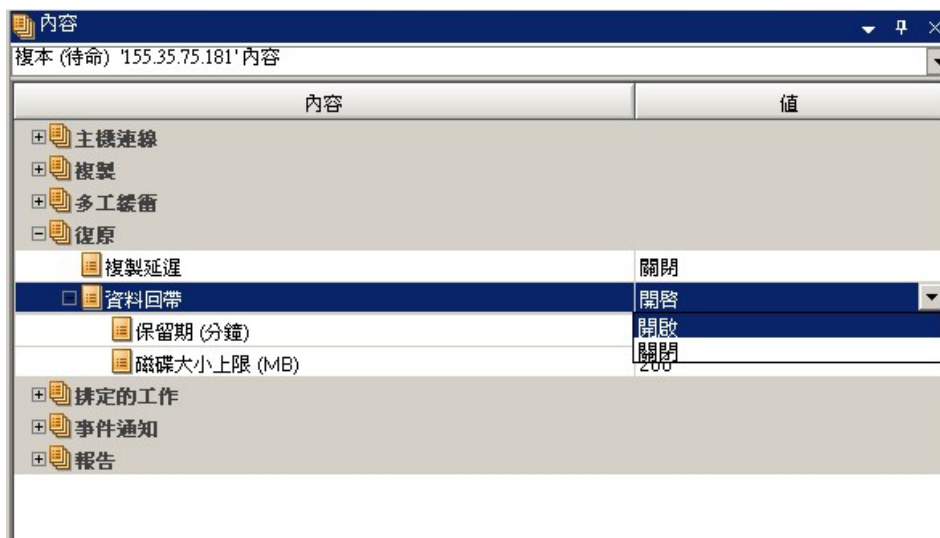 內容
複本 (待命) '155.35.75.181' 內容
內容 值
主機連線
複製
多工緩衝
復原
複製延遲 關閉
資料回帶 開啓
開啟
關閉
保留期 (分鐘)
磁碟大小上限 (MB) 200
排定的工作
事件通知
報告